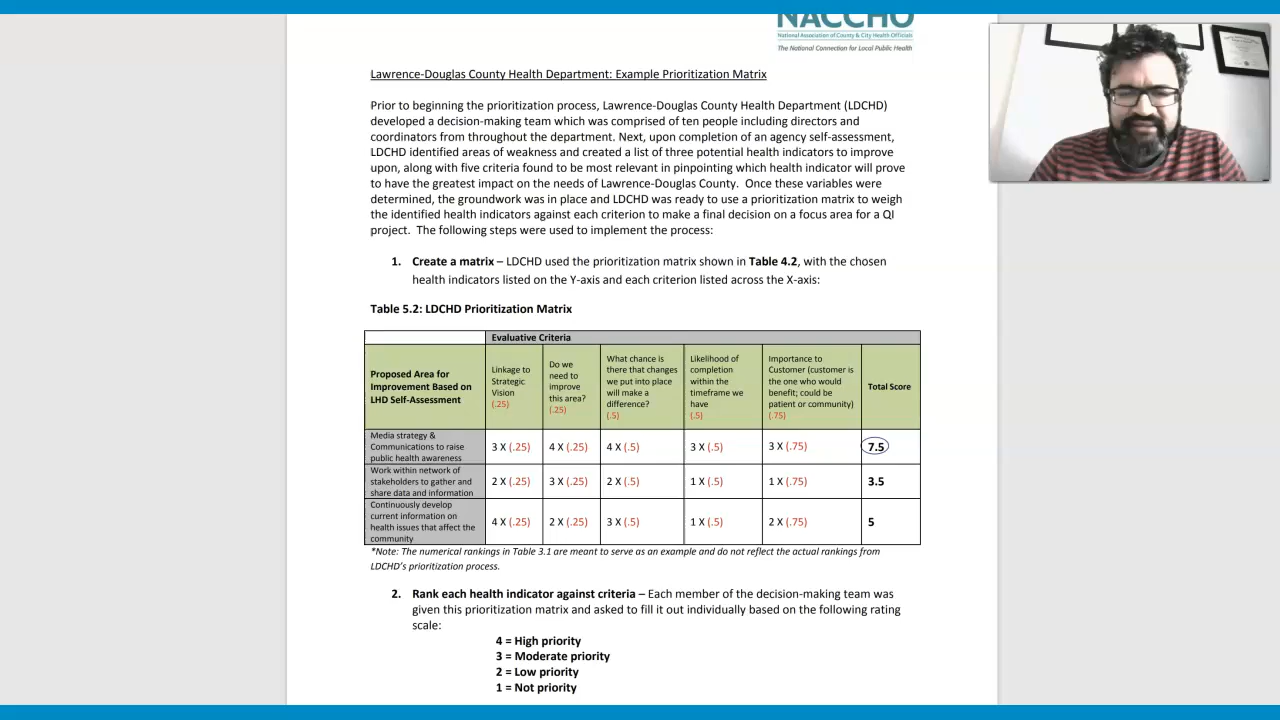 NACCHO
National Association of County & City Health Officials
The National Connection for Local Public Health
Lawrence-Douglas County Health Department: Example Prioritization Matrix
Prior to beginning the prioritization process, Lawrence-Douglas County Health Department (LDCHD)
developed a decision-making team which was comprised of ten people including directors and
coordinators from throughout the department. Next, upon completion of an agency self-assessment,
LDCHD identified areas of weakness and created a list of three potential health indicators to improve
upon, along with five criteria found to be most relevant in pinpointing which health indicator will prove
to have the greatest impact on the needs of Lawrence-Douglas County. Once these variables were
determined, the groundwork was in place and LDCHD was ready to use a prioritization matrix to weigh
the identified health indicators against each criterion to make a final decision on a focus area for a QI
project. The following steps were used to implement the process:
1. Create a matrix – LDCHD used the prioritization matrix shown in Table 4.2, with the chosen
health indicators listed on the Y-axis and each criterion listed across the X-axis:
Table 5.2: LDCHD Prioritization Matrix
Evaluative Criteria
Proposed Area for
Improvement Based on
LHD Self-Assessment
Linkage to
Strategic
Vision
(.25)
Do we
need to
improve
this area?
(.25)
What chance is
there that changes
we put into place
will make a
difference?
(.5)
Likelihood of
completion
within the
timeframe we
have
(.5)
Importance to
Customer (customer is
the one who would
benefit; could be
patient or community)
(.75)
Total Score
Media strategy &
Communications to raise
public health awareness
3 X (.25)
4 X (.25)
4 X (.5)
3 X (.5)
3 X (.75)
7.5
Work within network of
stakeholders to gather and
share data and information
2 X (.25)
3 X (.25)
2 X (.5)
1 X (.5)
1 X (.75)
3.5
Continuously develop
current information on
health issues that affect the
community
4 X (.25)
2 X (.25)
3 X (.5)
1 X (.5)
2 X (.75)
5
*Note: The numerical rankings in Table 3.1 are meant to serve as an example and do not reflect the actual rankings from
LDCHD's prioritization process.
2. Rank each health indicator against criteria – Each member of the decision-making team was
given this prioritization matrix and asked to fill it out individually based on the following rating
scale:
4 = High priority
3 = Moderate priority
2 = Low priority
1 = Not priority